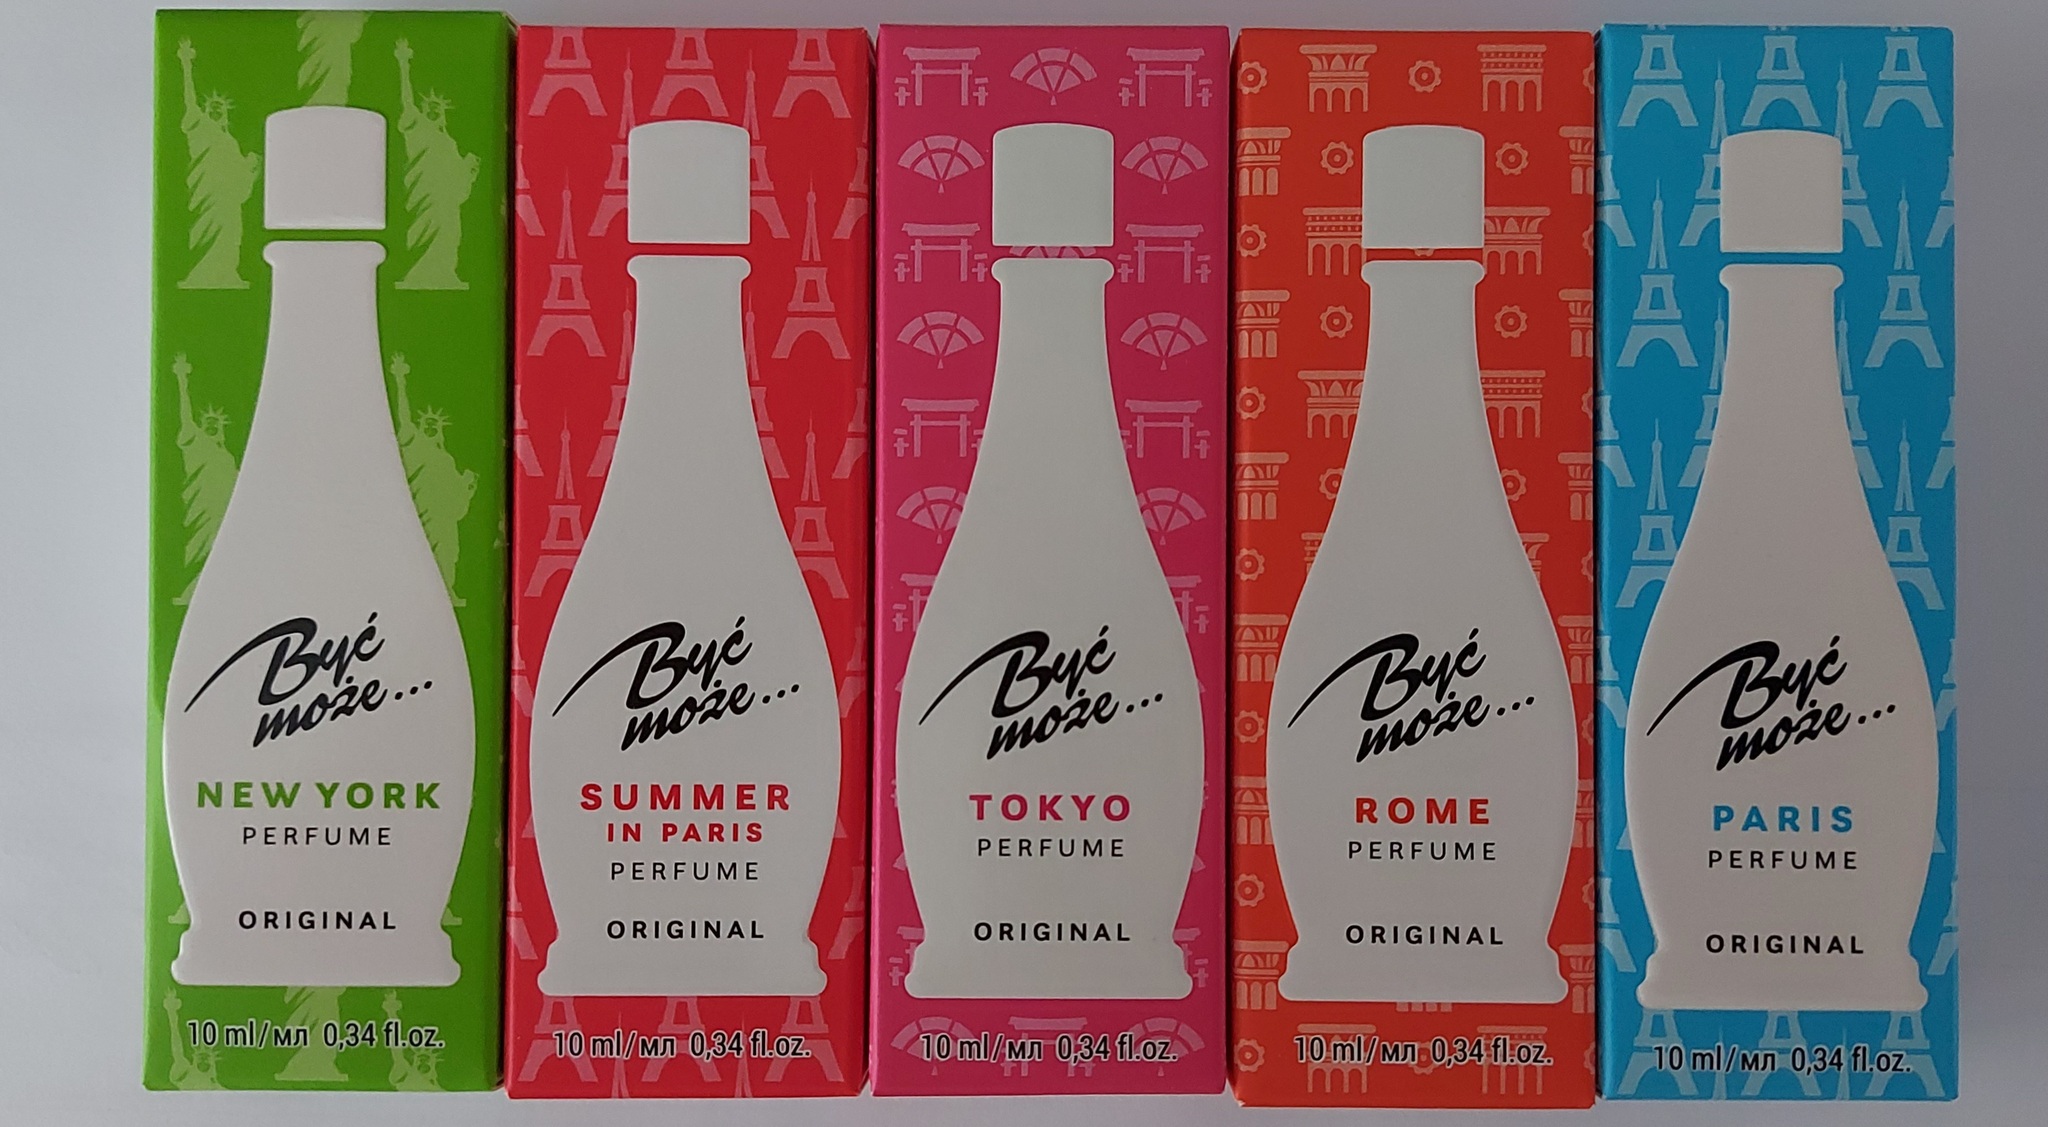 Być
może...
NEW YORK
PERFUME
ORIGINAL
10 ml/мл 0,34 fl.oz.
Być
może...
SUMMER
IN PARIS
PERFUME
ORIGINAL
10 ml/мл 0,34 fl.oz.
Być
może...
TOKYO
PERFUME
ORIGINAL
10 ml/мл 0,34 fl.oz.
Być
może...
ROME
PERFUME
ORIGINAL
10 ml/мл 0,34 fl.oz.
Być
może...
PARIS
PERFUME
ORIGINAL
10 ml/мл 0,34 fl.oz.